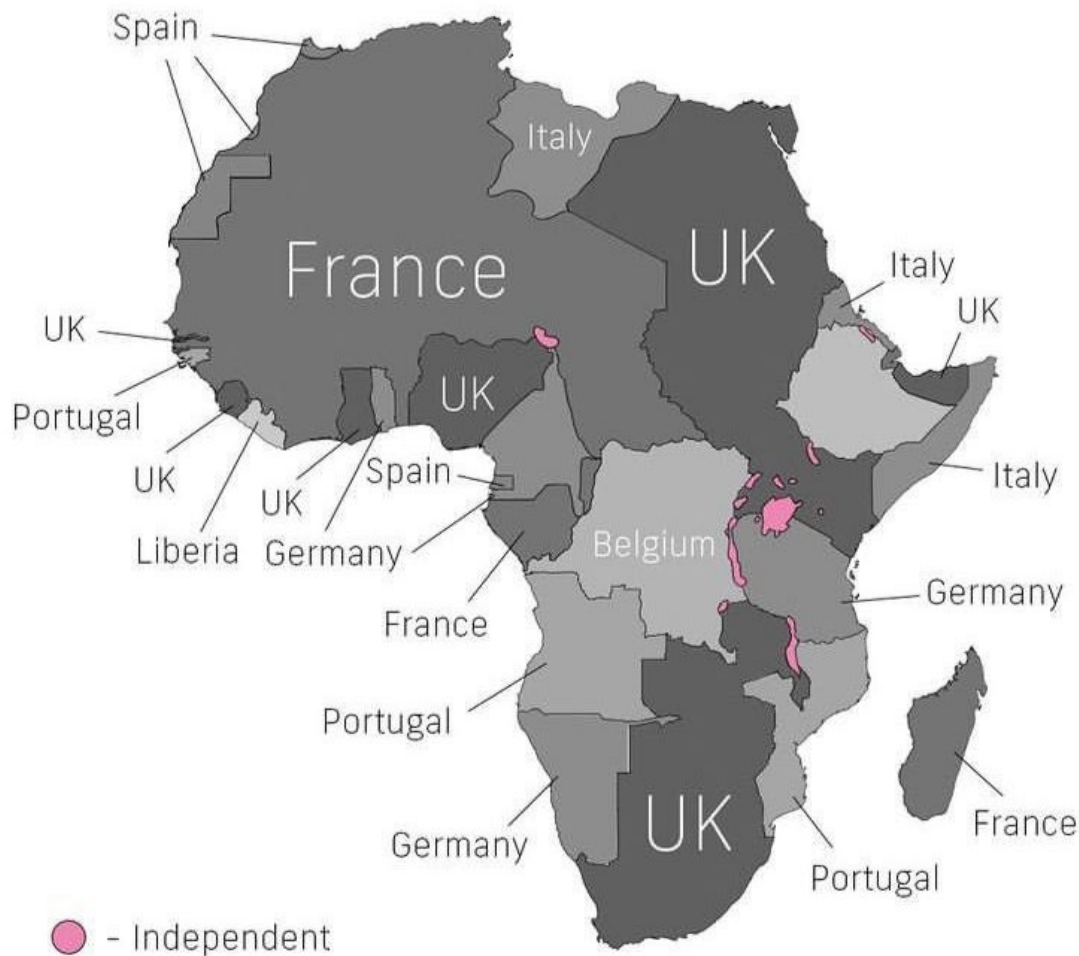 Spain
Italy
France
UK
Italy
UK
UK
Portugal
UK
UK
Spain
UK
Italy
Liberia
Germany
Belgium
Germany
France
Portugal
UK
Germany
France
Portugal
- Independent